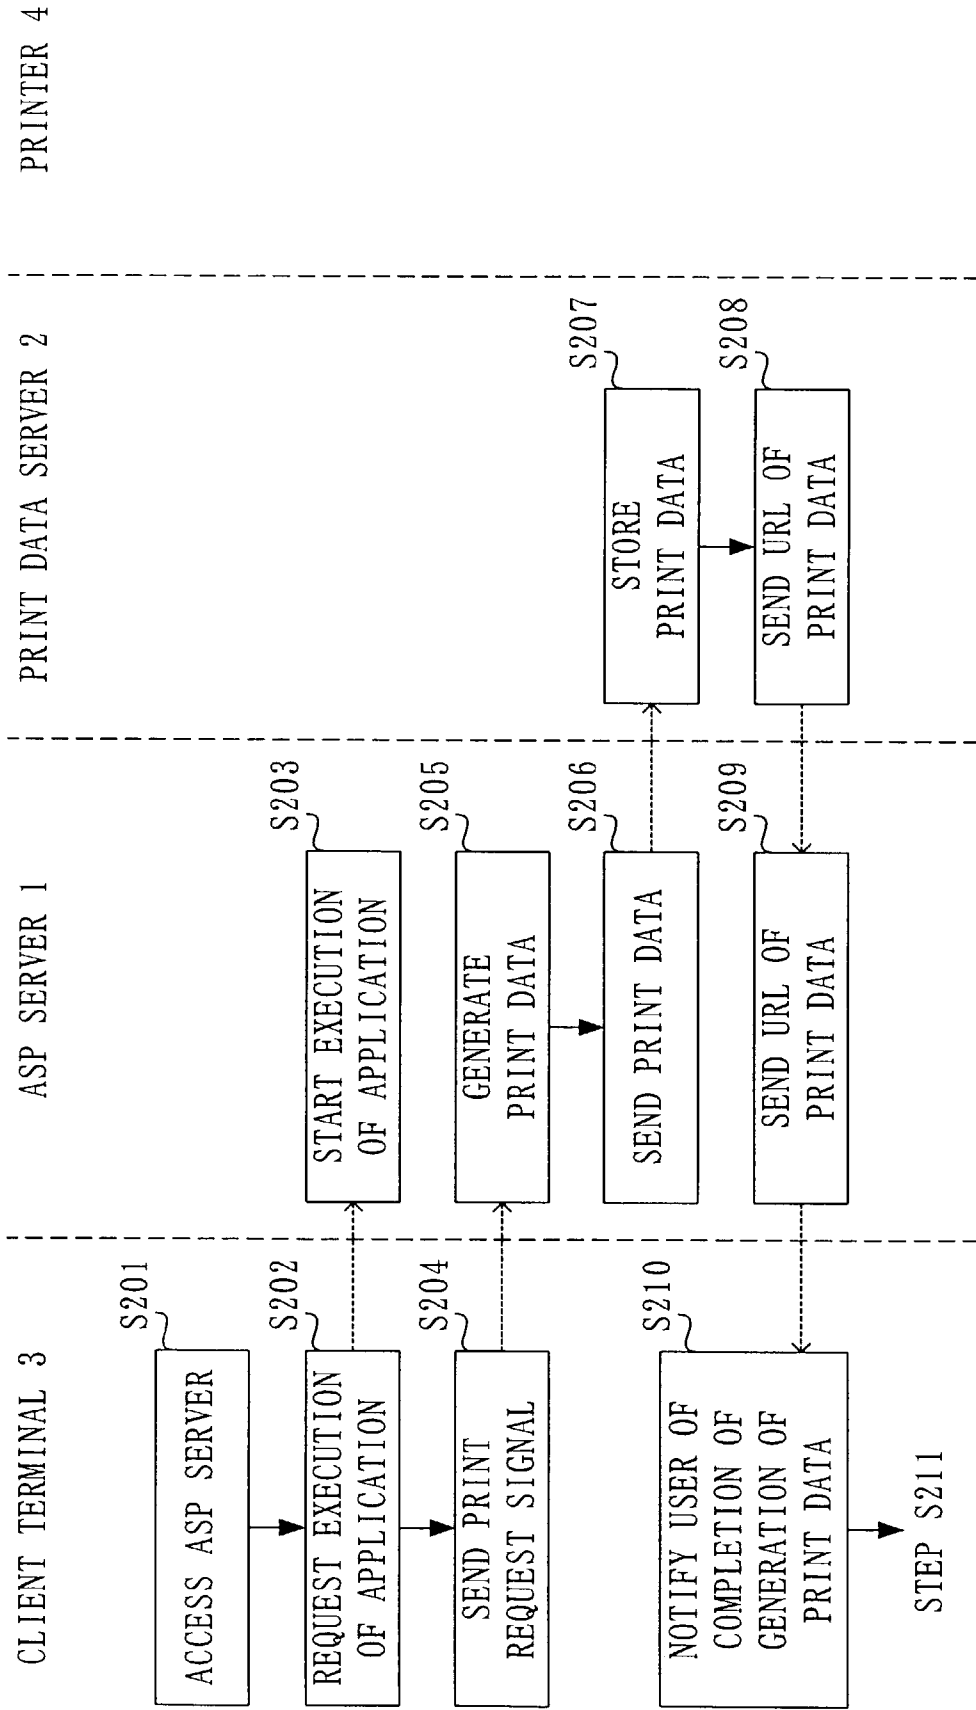 CLIENT TERMINAL 3
ASP SERVER 1
PRINT DATA SERVER 2
PRINTER 4
S201
ACCESS ASP SERVER
S202
REQUEST EXECUTION
OF APPLICATION
S203
START EXECUTION
OF APPLICATION
S204
SEND PRINT
REQUEST SIGNAL
S205
GENERATE
PRINT DATA
S206
SEND PRINT DATA
S207
STORE
PRINT DATA
S208
SEND URL OF
PRINT DATA
S209
SEND URL OF
PRINT DATA
S210
NOTIFY USER OF
COMPLETION OF
GENERATION OF
PRINT DATA
STEP S211